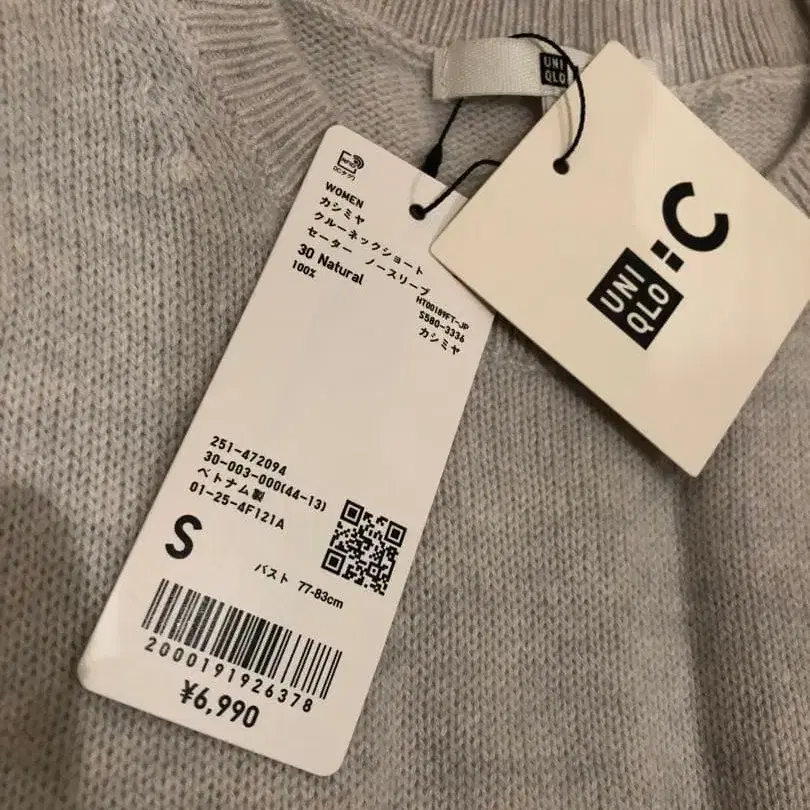 UNI
QLO
RFID
(ICタグ)
WOMEN
カシミヤ
クルーネックショート
セーター ノースリーブ
30 Natural
100%
HT00189FT-JP
S580-3336
カシミヤ
251-472094
30-003-000(44-13)
ベトナム製
01-25-4F121A
S
バスト 77-83cm
2000191926378
¥6,990
UNI
QLO
:C